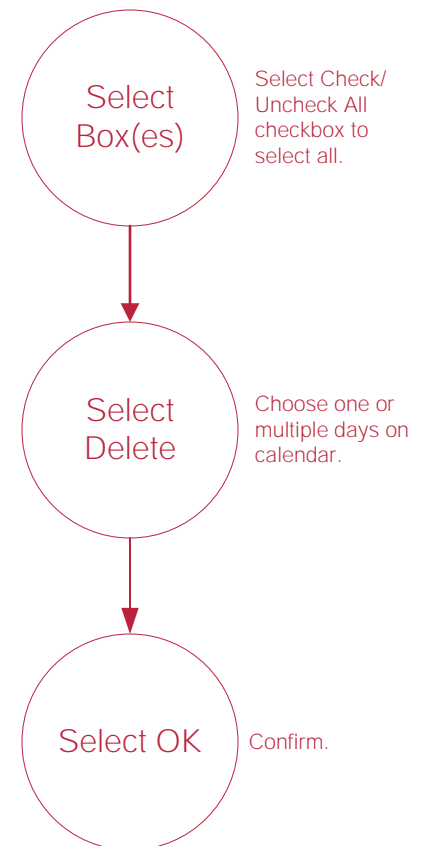 Select
Box(es)
Select Check/
Uncheck All
checkbox to
select all.
Select
Delete
Choose one or
multiple days on
calendar.
Select OK
Confirm.